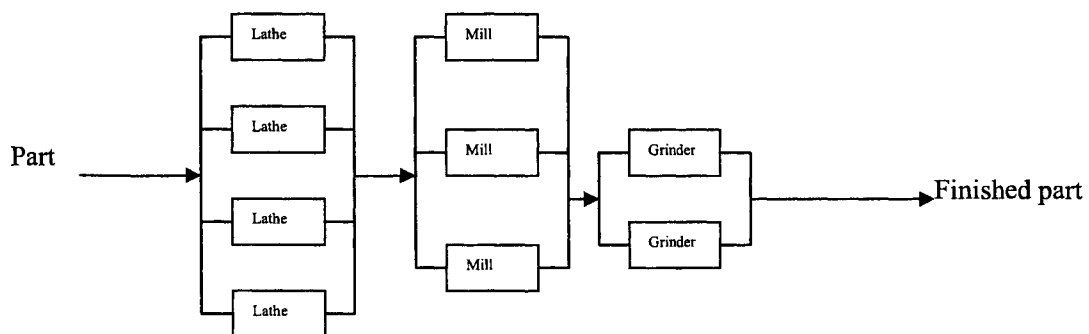 Part
Lathe
Lathe
Lathe
Lathe
Mill
Mill
Mill
Grinder
Grinder
Finished part